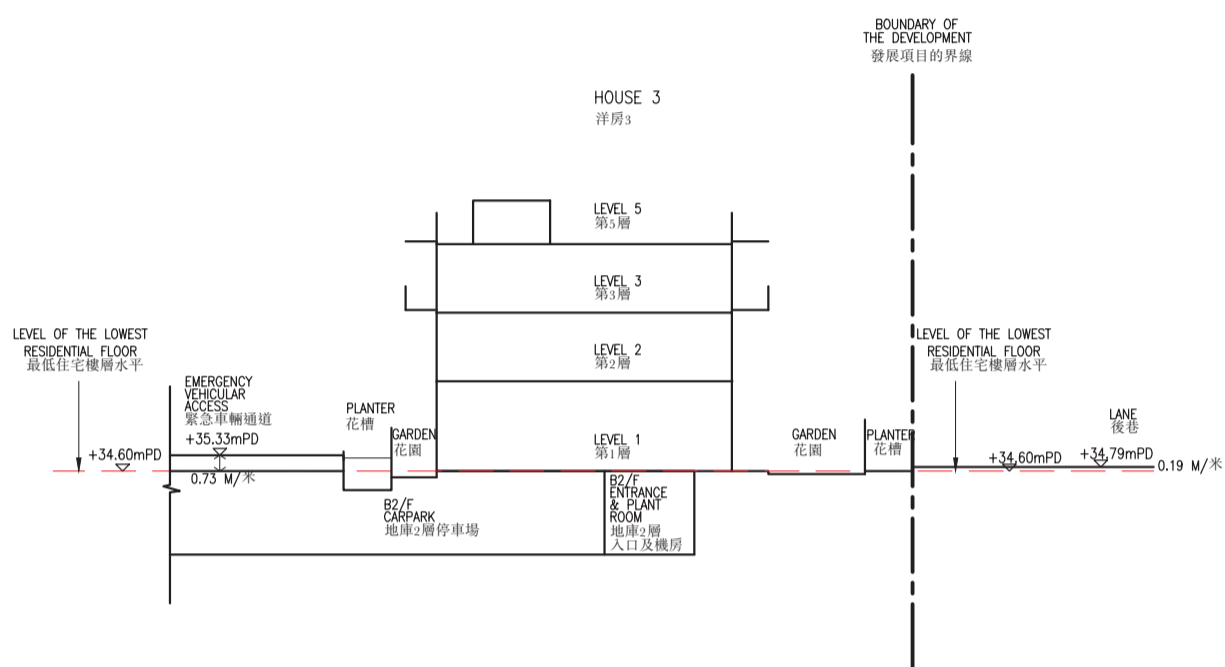 BOUNDARY OF
THE DEVELOPMENT
發展項目的界線
HOUSE 3
洋房3
LEVEL 5
第5層
LEVEL 3
第3層
LEVEL 2
第2層
LEVEL 1
第1層
LEVEL OF THE LOWEST
RESIDENTIAL FLOOR
最低住宅樓層水平
+34.60mPD
EMERGENCY
VEHICULAR
ACCESS
緊急車輛通道
+35.33mPD
0.73 M/米
PLANTER
花槽
GARDEN
花園
B2/F
CARPARK
地庫2層停車場
B2/F
ENTRANCE
& PLANT
ROOM
地庫2層
入口及機房
GARDEN
花園
PLANTER
花槽
LEVEL OF THE LOWEST
RESIDENTIAL FLOOR
最低住宅樓層水平
+34.60mPD
LANE
後巷
+34.79mPD
0.19 M/米